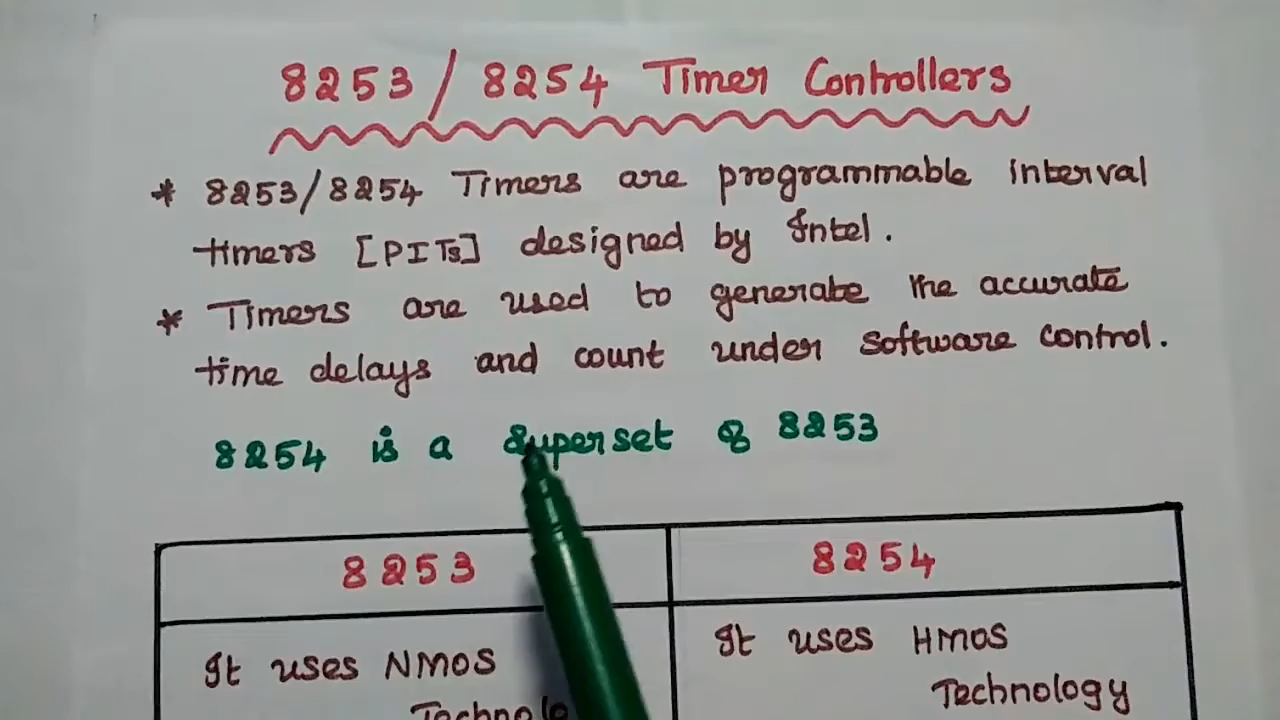 8253/8254 Timer Controllers
* 8253/8254 Timers are programmable interval
timers [PITs] designed by Intel.
* Timers are used to generate the accurate
time delays and count under software control.
8254 is a Superset of 8253
8253 8254
It uses NMOS It uses HMOS
Technology